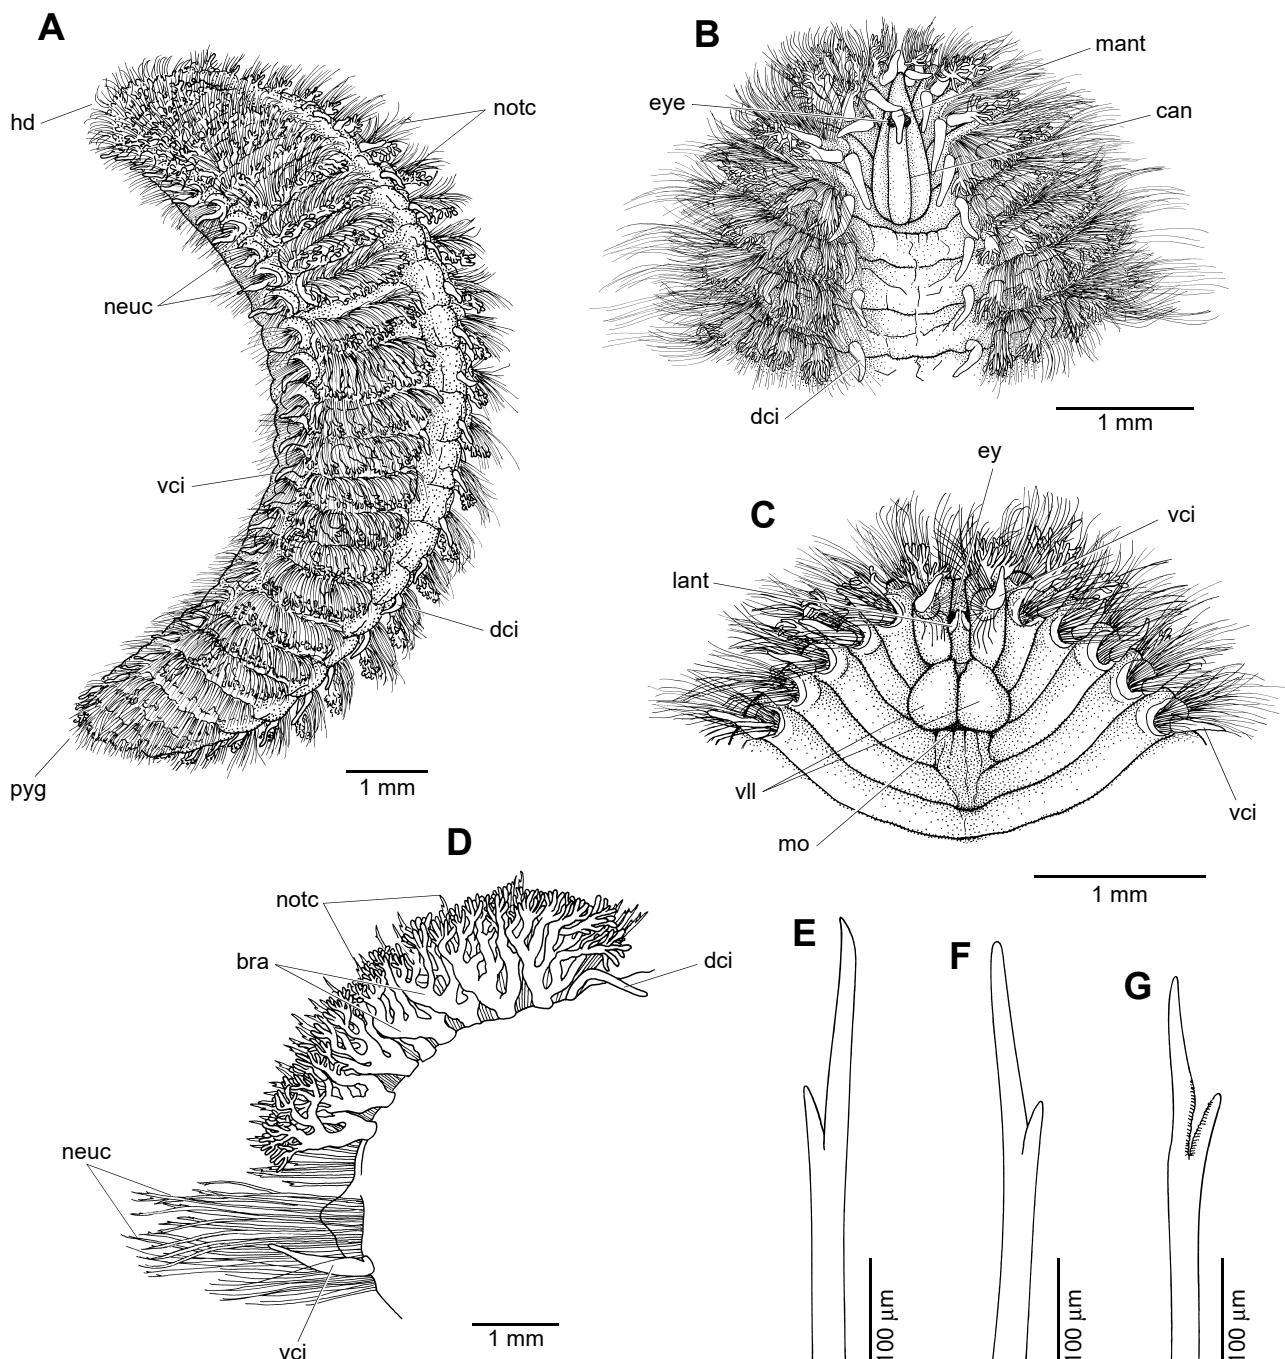 A
hd
notc
neuc
vci
dci
pyg
1 mm
B
mant
eye
can
dci
1 mm
C
ey
vci
lant
vll
mo
vci
1 mm
D
notc
bra
dci
neuc
vci
1 mm
E
100 µm
F
100 µm
G
100 µm